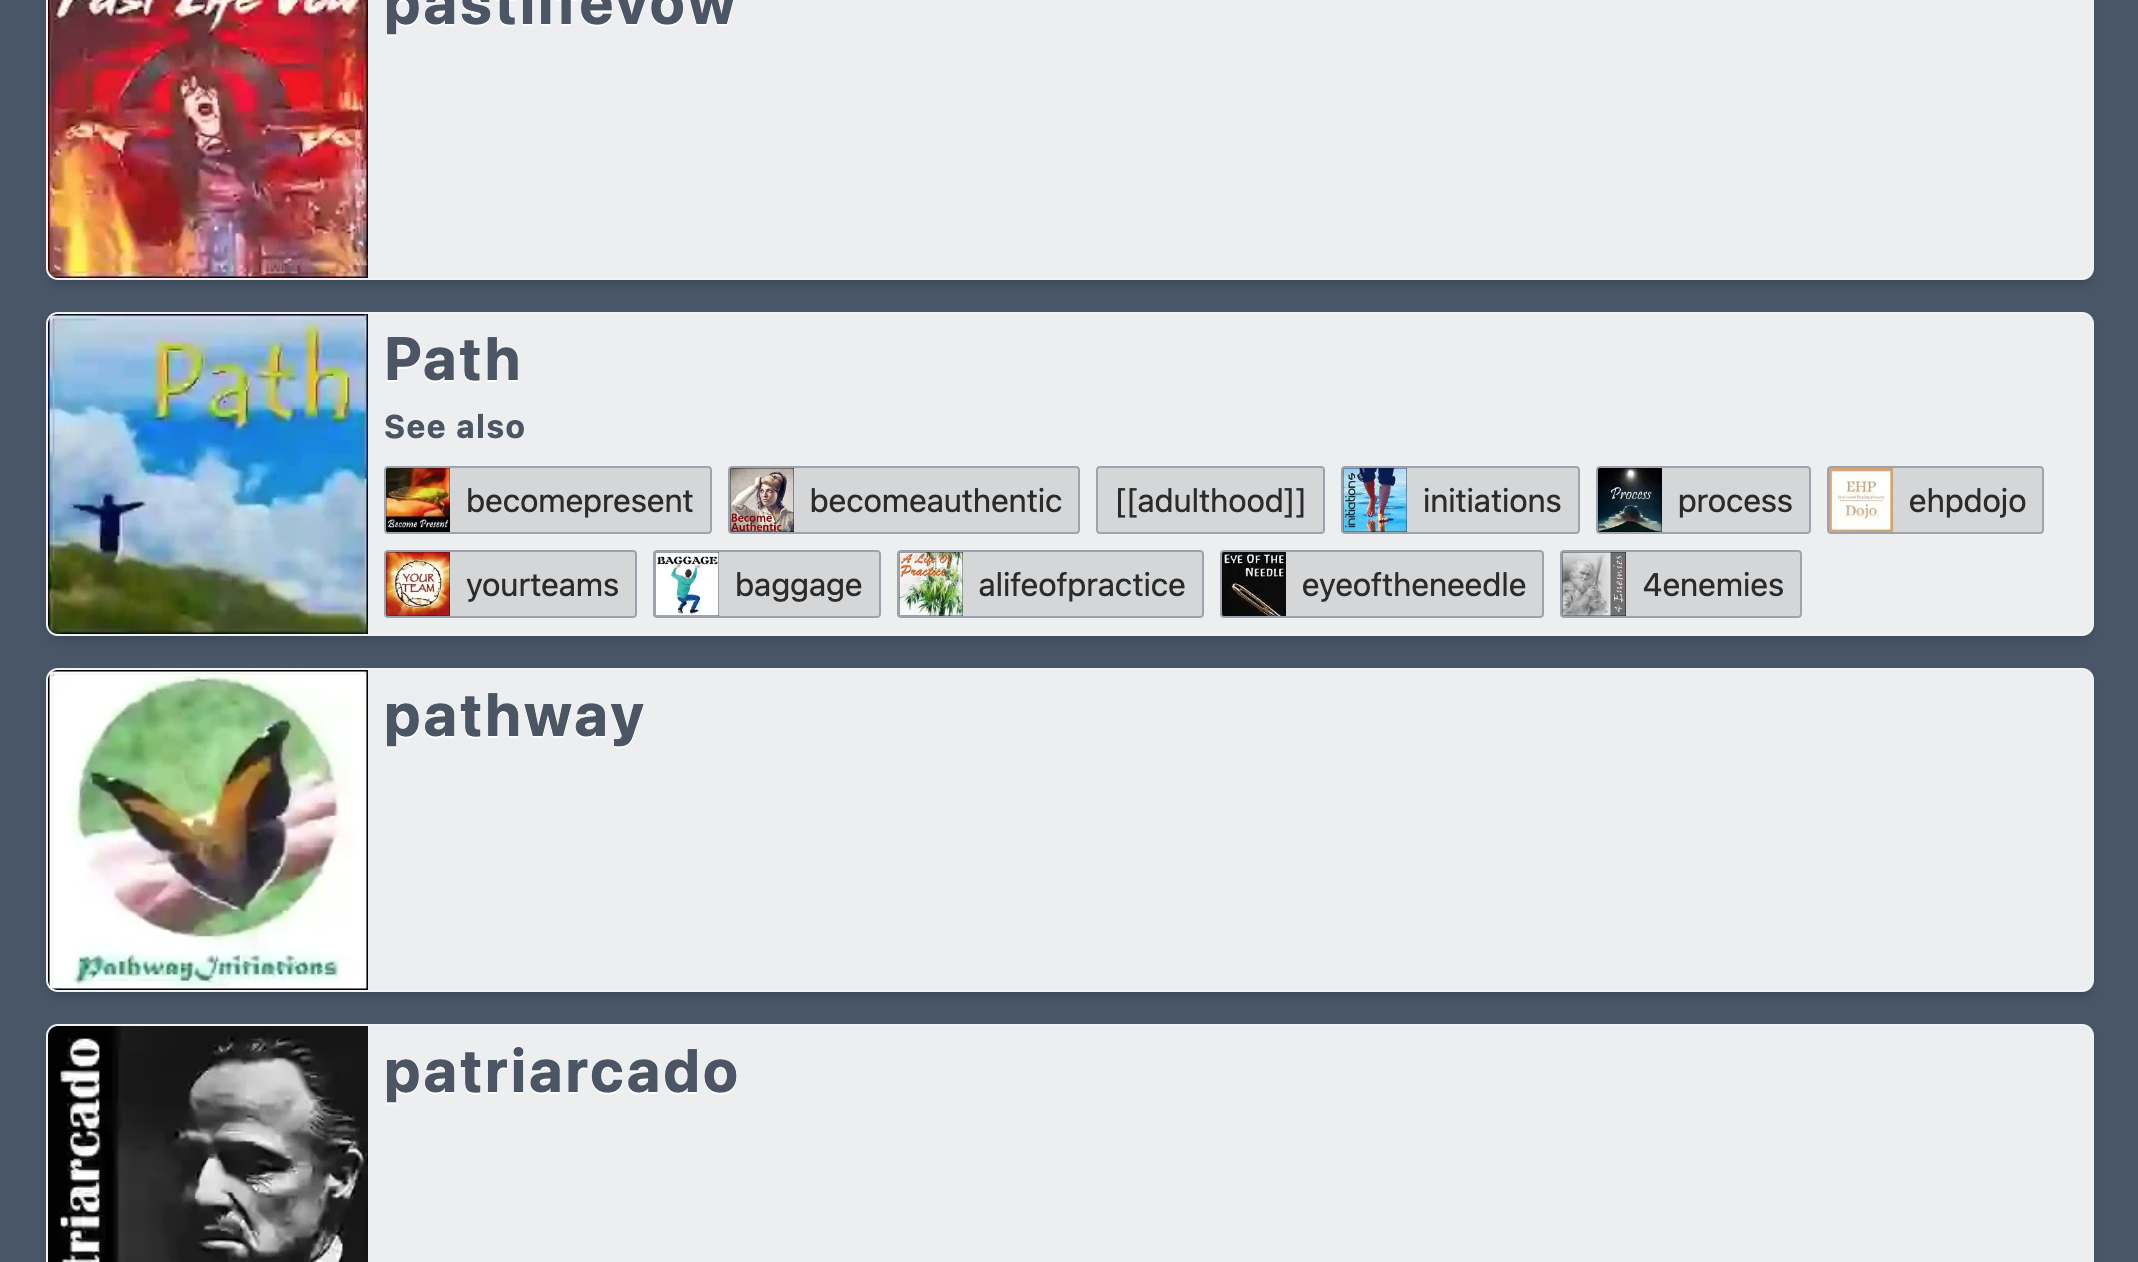 Past Life Vow
pastlifevow
Path
Path
See also
Become Present
becomepresent
Become
Authentic
becomeauthentic
[[adulthood]]
initiations
initiations
Process
process
EHP
Dojo
ehpdojo
YOUR
TEAM
yourteams
BAGGAGE
baggage
A Life Of
Practice
alifeofpractice
EYE OF THE
NEEDLE
eyeoftheneedle
4 Enemies
4enemies
pathway
Pathway Initiations
triarcado
patriarcado